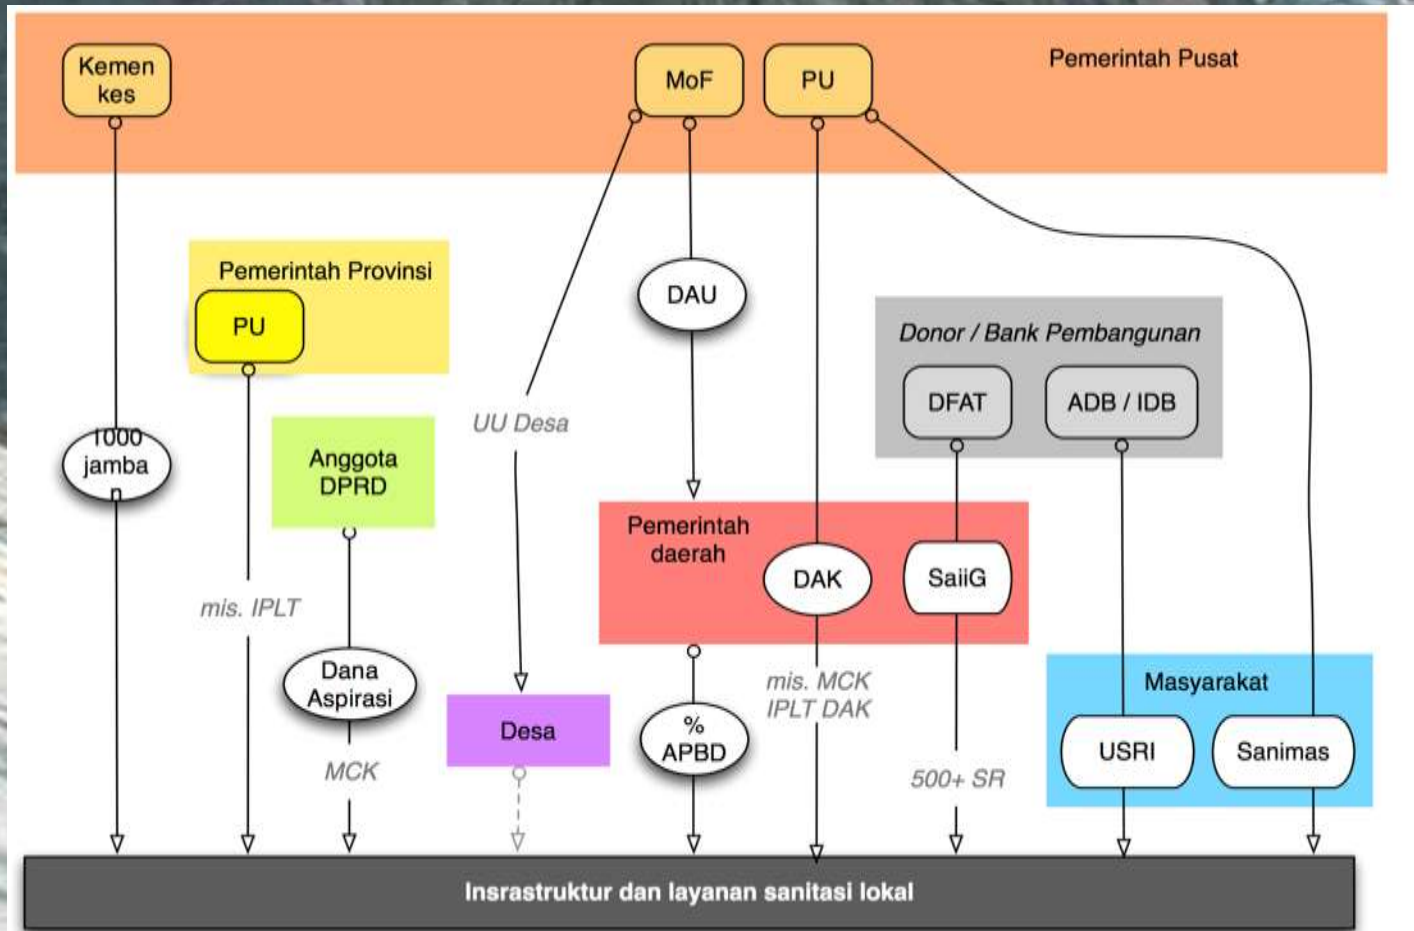 Pemerintah Pusat
Kemen
kes
MoF
PU
Pemerintah Provinsi
PU
DAU
Donor / Bank Pembangunan
DFAT
ADB / IDB
UU Desa
1000
jamba
n
Anggota
DPRD
Pemerintah
daerah
DAK
SaiiG
mis. IPLT
Dana
Aspirasi
mis. MCK
IPLT DAK
Masyarakat
Desa
%
APBD
USRI
Sanimas
MCK
500+ SR
Insrastruktur dan layanan sanitasi lokal